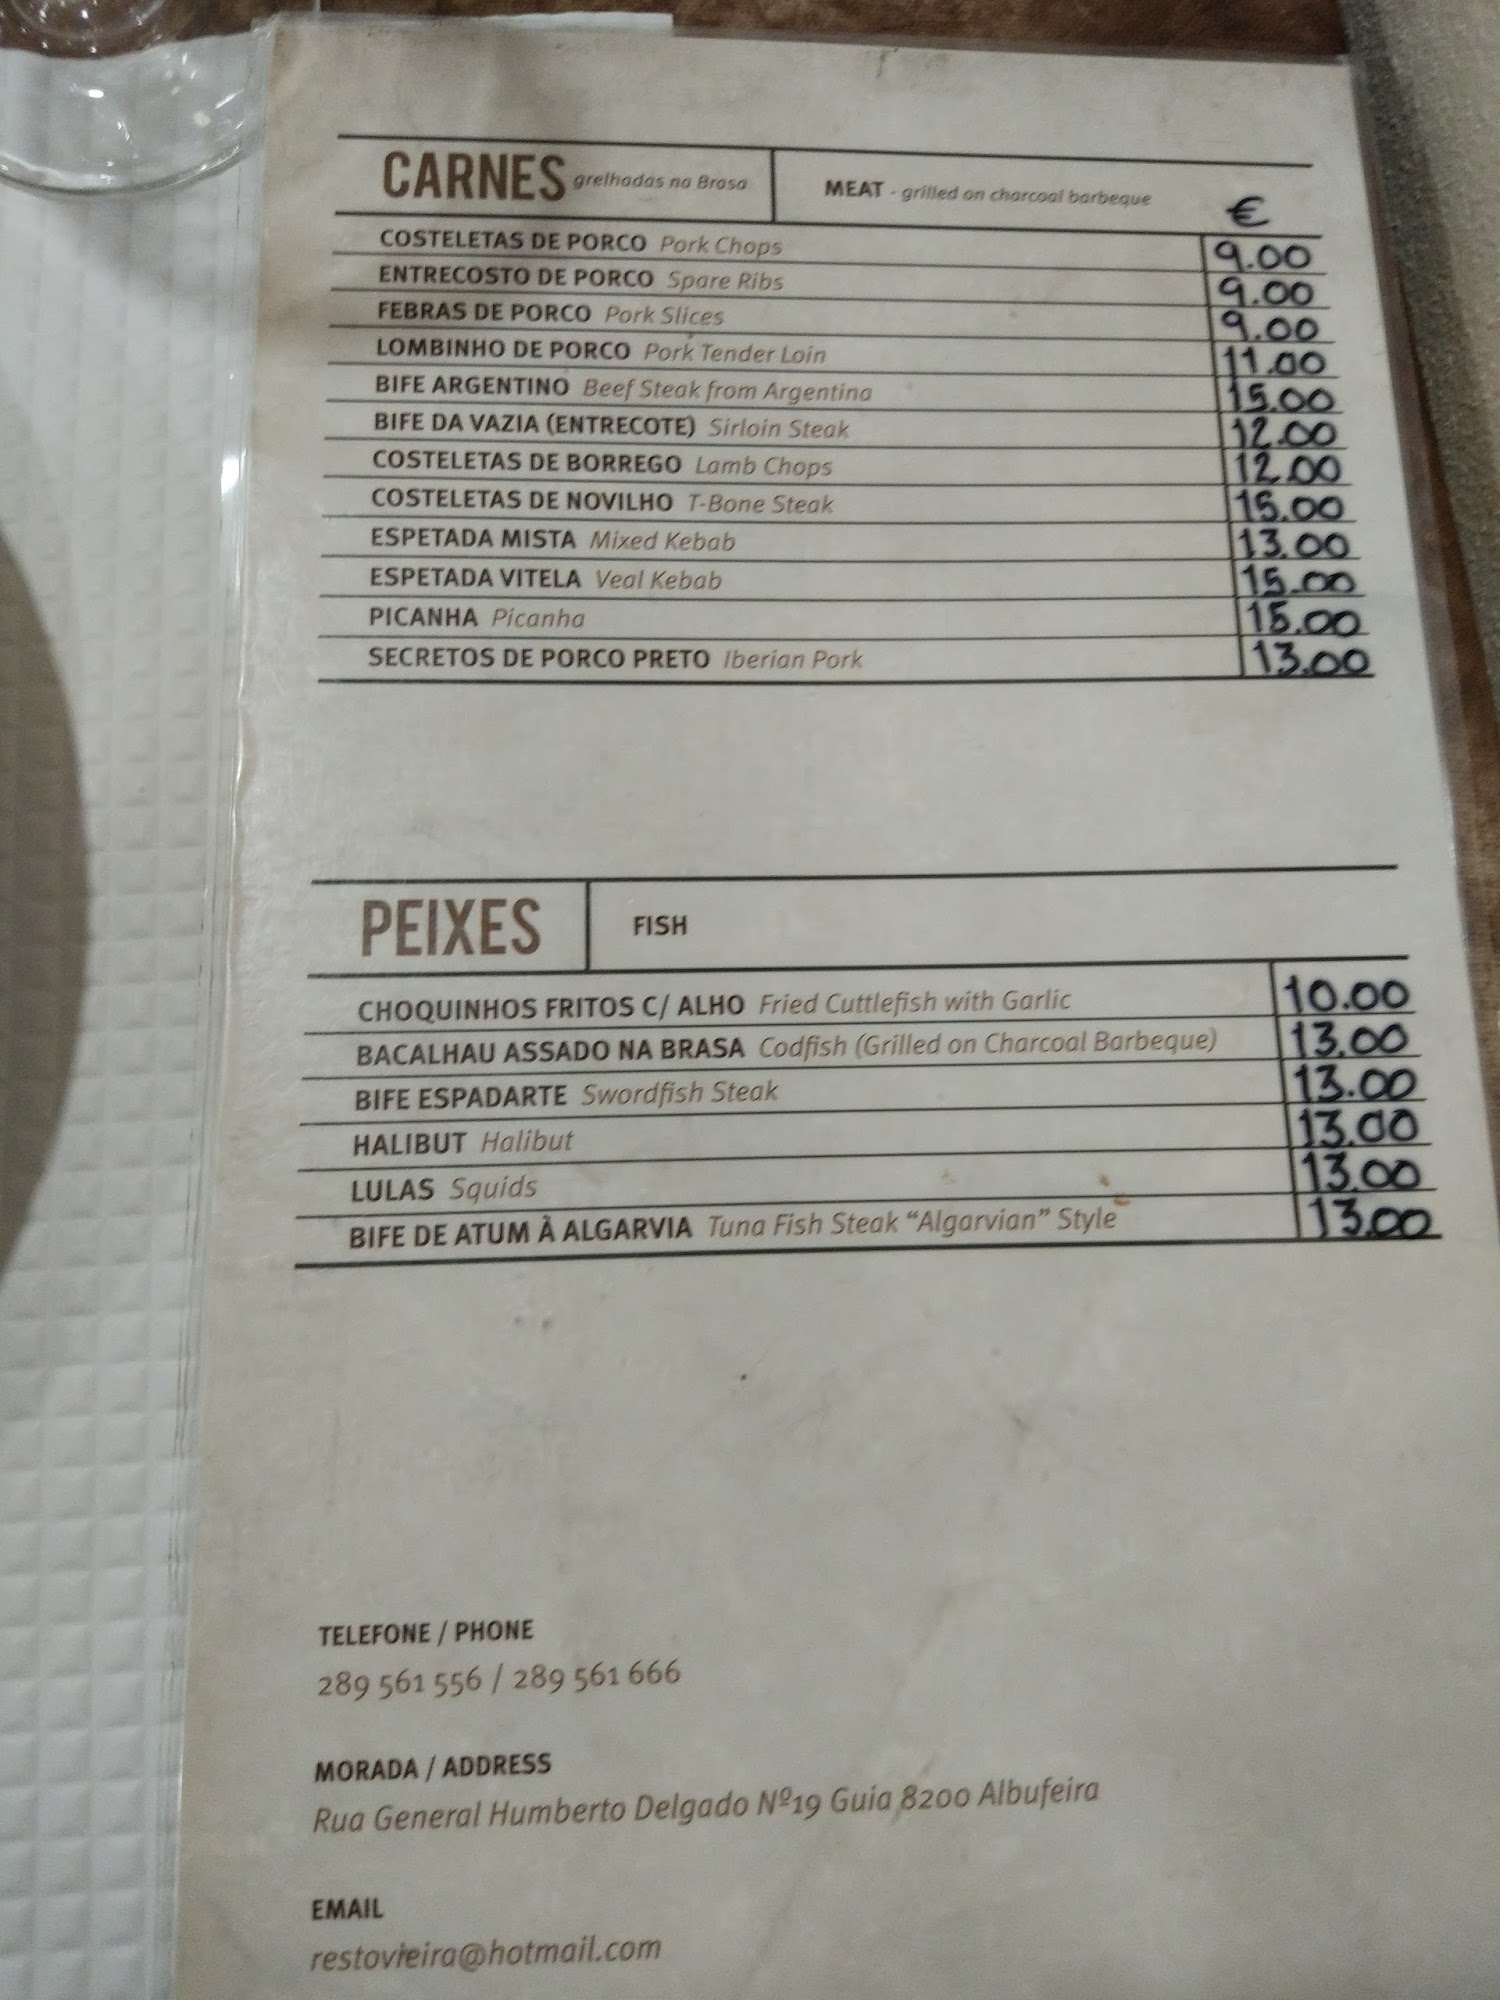 CARNES grelhadas na Brasa MEAT - grilled on charcoal barbeque €
COSTELETAS DE PORCO Pork Chops 9.00
ENTRECOSTO DE PORCO Spare Ribs 9.00
FEBRAS DE PORCO Pork Slices 9.00
LOMBINHO DE PORCO Pork Tender Loin 11.00
BIFE ARGENTINO Beef Steak from Argentina 15.00
BIFE DA VAZIA (ENTRECOTE) Sirloin Steak 12.00
COSTELETAS DE BORREGO Lamb Chops 12.00
COSTELETAS DE NOVILHO T-Bone Steak 15.00
ESPETADA MISTA Mixed Kebab 13.00
ESPETADA VITELA Veal Kebab 15.00
PICANHA Picanha 15.00
SECRETOS DE PORCO PRETO Iberian Pork 13.00
PEIXES FISH
CHOQUINHOS FRITOS C/ ALHO Fried Cuttlefish with Garlic 10.00
BACALHAU ASSADO NA BRASA Codfish (Grilled on Charcoal Barbeque) 13.00
BIFE ESPADARTE Swordfish Steak 13.00
HALIBUT Halibut 13.00
LULAS Squids 13.00
BIFE DE ATUM À ALGARVIA Tuna Fish Steak “Algarvian” Style 13.00
TELEFONE / PHONE
289 561 556 / 289 561 666
MORADA / ADDRESS
Rua General Humberto Delgado Nº19 Guia 8200 Albufeira
EMAIL
restovieira@hotmail.com